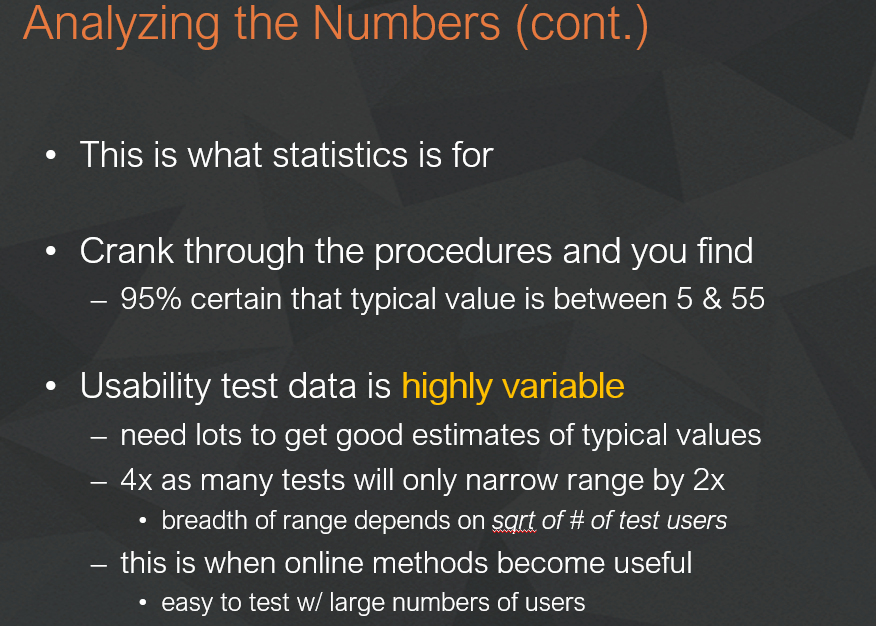 Analyzing the Numbers (cont.)
• This is what statistics is for
• Crank through the procedures and you find
– 95% certain that typical value is between 5 & 55
• Usability test data is highly variable
– need lots to get good estimates of typical values
– 4x as many tests will only narrow range by 2x
• breadth of range depends on sqrt of # of test users
– this is when online methods become useful
• easy to test w/ large numbers of users